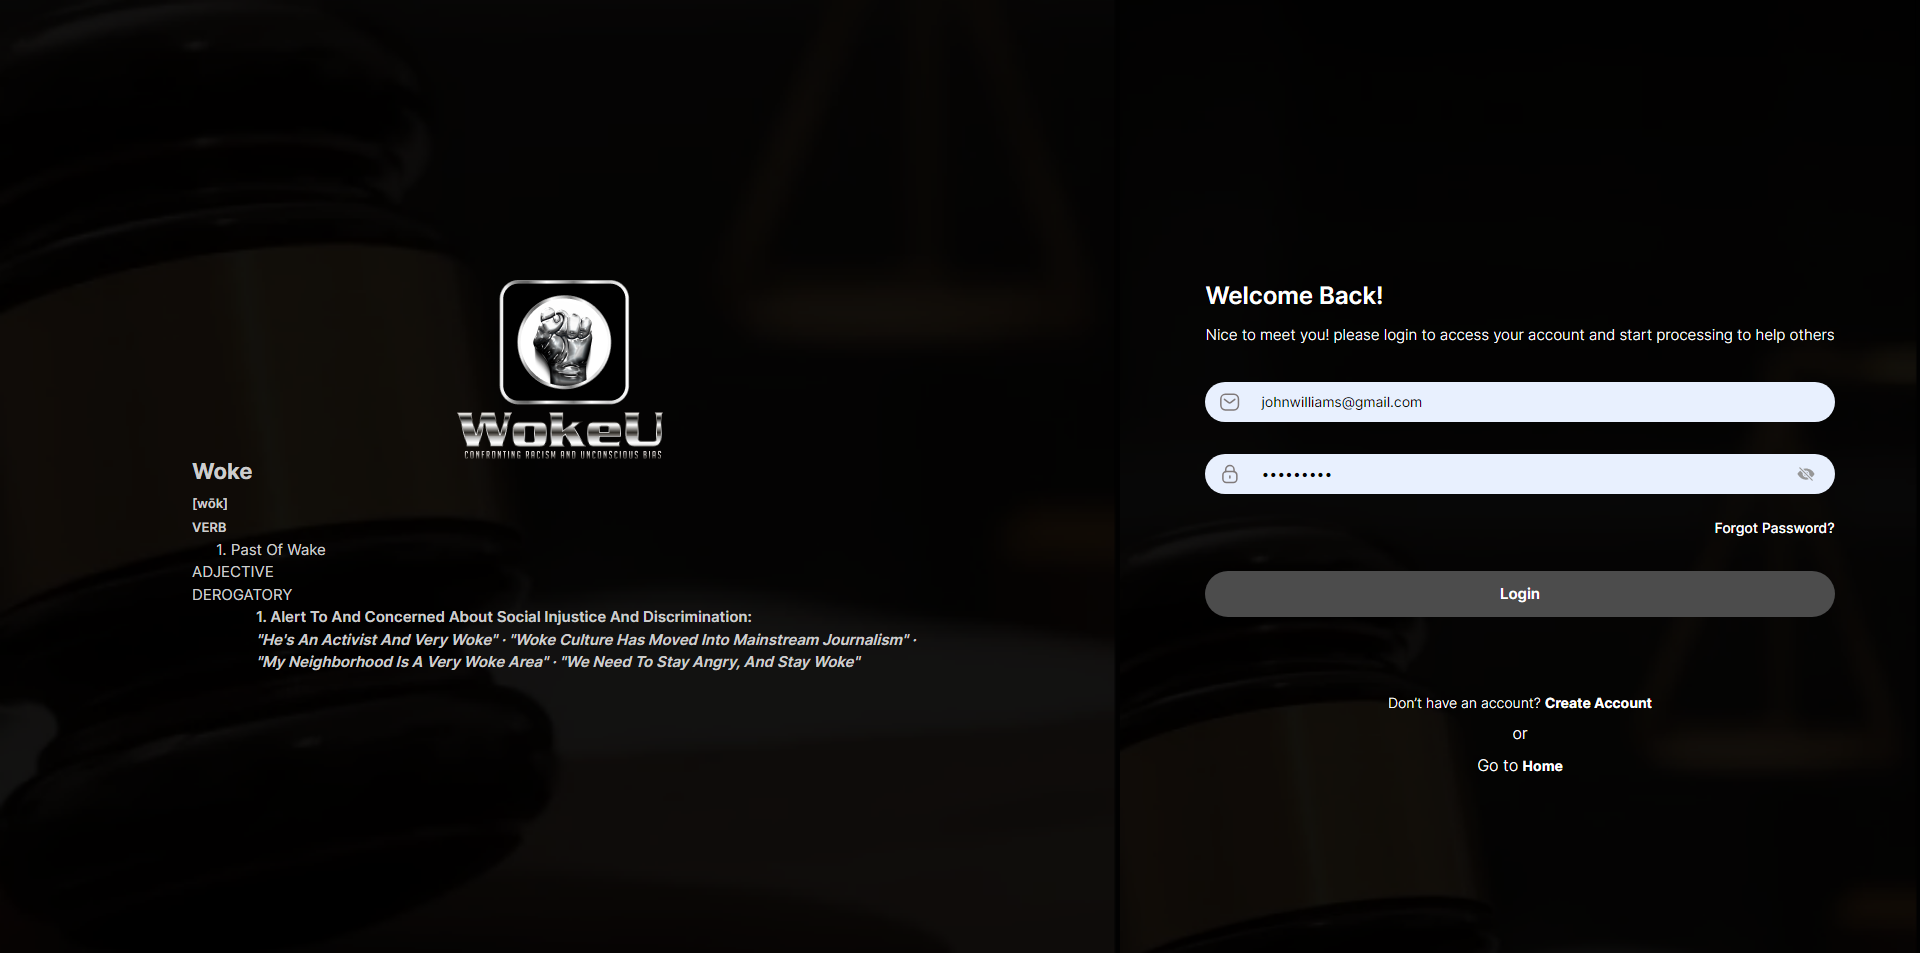 WokeU
CONFRONTING RACISM AND UNCONSCIOUS BIAS
Woke
[wōk]
VERB
1. Past Of Wake
ADJECTIVE
DEROGATORY
1. Alert To And Concerned About Social Injustice And Discrimination:
"He's An Activist And Very Woke" · "Woke Culture Has Moved Into Mainstream Journalism" ·
"My Neighborhood Is A Very Woke Area" · "We Need To Stay Angry, And Stay Woke"
Welcome Back!
Nice to meet you! please login to access your account and start processing to help others
johnwilliams@gmail.com
•••••••••
Forgot Password?
Login
Don’t have an account? Create Account
or
Go to Home